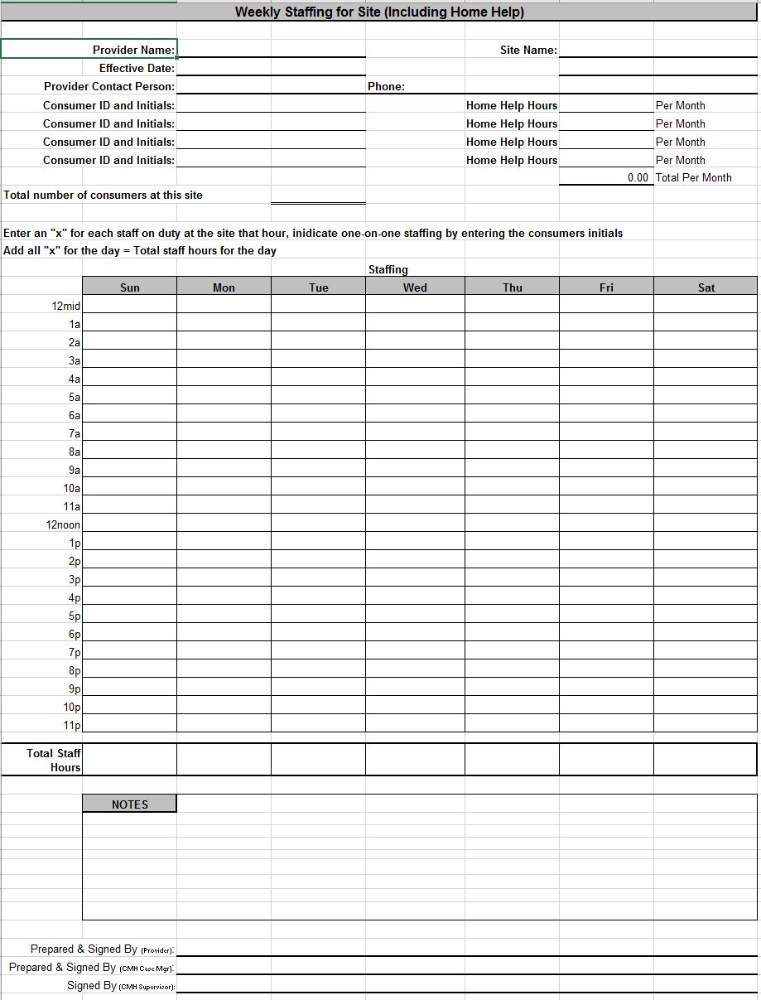 Weekly Staffing for Site (Including Home Help)
Provider Name: Site Name:
Effective Date:
Provider Contact Person: Phone:
Consumer ID and Initials: Home Help Hours Per Month
Consumer ID and Initials: Home Help Hours Per Month
Consumer ID and Initials: Home Help Hours Per Month
Consumer ID and Initials: Home Help Hours Per Month
0.00 Total Per Month
Total number of consumers at this site
Enter an "x" for each staff on duty at the site that hour, inidicate one-on-one staffing by entering the consumers initials
Add all "x" for the day = Total staff hours for the day
Staffing
Sun Mon Tue Wed Thu Fri Sat
12mid
1a
2a
3a
4a
5a
6a
7a
8a
9a
10a
11a
12noon
1p
2p
3p
4p
5p
6p
7p
8p
9p
10p
11p
Total Staff
Hours
NOTES
Prepared & Signed By (Provider):
Prepared & Signed By (CMH Case Mgr):
Signed By (CMH Supervisor):